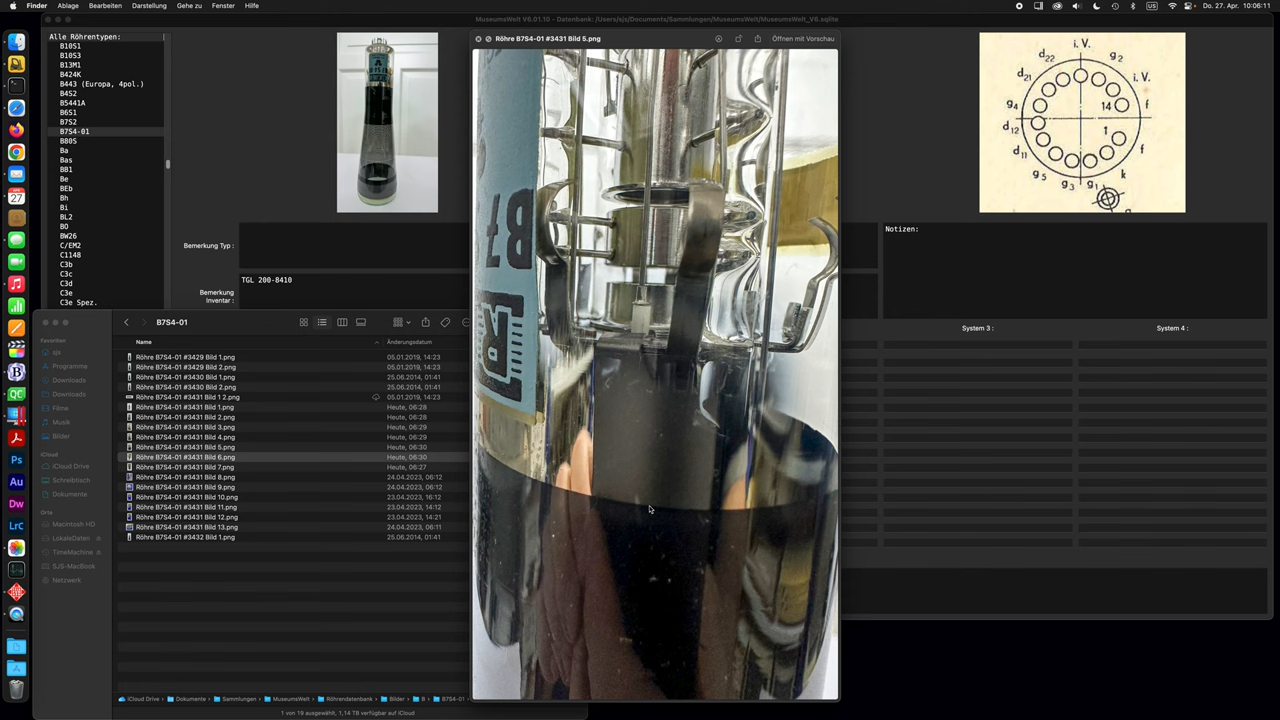 Finder Ablage Bearbeiten Darstellung Gehe zu Fenster Hilfe
US Do. 27. Apr. 10:06:11
MuseumsWelt V6.01.10 - Datenbank: /Users/sjs/Documents/Sammlungen/MuseumsWelt/MuseumsWelt_V6.sqlite
Alle Röhrentypen:
B10S1
B10S3
B13M1
B424K
B443 (Europa, 4pol.)
B4S2
B5441A
B6S1
B7S2
B7S4-01
B80S
Ba
Bas
BB1
Be
BEb
Bh
Bi
BL2
BO
BW26
C/EM2
C1148
C3b
C3c
C3d
C3e
C3e Spez.
Bemerkung Typ :
Bemerkung
Inventar :
TGL 200-8410
Röhre B7S4-01 #3431 Bild 5.png
Öffnen mit Vorschau
B7
R
i. V.
d22
g2
d21
i. V.
g4
14
f
d12
1
d11
f
g5
k
g3
g1
Notizen:
System 3 :
System 4 :
B7S4-01
Name
Änderungsdatum
Röhre B7S4-01 #3429 Bild 1.png 05.01.2019, 14:23
Röhre B7S4-01 #3429 Bild 2.png 05.01.2019, 14:23
Röhre B7S4-01 #3430 Bild 1.png 25.06.2014, 01:41
Röhre B7S4-01 #3430 Bild 2.png 25.06.2014, 01:41
Röhre B7S4-01 #3431 Bild 1 2.png 05.01.2019, 14:23
Röhre B7S4-01 #3431 Bild 1.png Heute, 06:28
Röhre B7S4-01 #3431 Bild 2.png Heute, 06:28
Röhre B7S4-01 #3431 Bild 3.png Heute, 06:29
Röhre B7S4-01 #3431 Bild 4.png Heute, 06:29
Röhre B7S4-01 #3431 Bild 5.png Heute, 06:30
Röhre B7S4-01 #3431 Bild 6.png Heute, 06:30
Röhre B7S4-01 #3431 Bild 7.png Heute, 06:27
Röhre B7S4-01 #3431 Bild 8.png 24.04.2023, 06:12
Röhre B7S4-01 #3431 Bild 9.png 24.04.2023, 06:12
Röhre B7S4-01 #3431 Bild 10.png 23.04.2023, 16:12
Röhre B7S4-01 #3431 Bild 11.png 23.04.2023, 14:12
Röhre B7S4-01 #3431 Bild 12.png 23.04.2023, 14:21
Röhre B7S4-01 #3431 Bild 13.png 24.04.2023, 06:11
Röhre B7S4-01 #3432 Bild 1.png 25.06.2014, 01:41
Favoriten
sjs
Programme
Downloads
Downloads
Filme
Musik
Bilder
iCloud
iCloud Drive
Schreibtisch
Dokumente
Orte
Macintosh HD
LokaleDaten
TimeMachine
SJS-MacBook
Netzwerk
iCloud Drive Dokumente Sammlungen MuseumsWelt Röhrendatenbank Bilder B B7S4-01
1 von 19 ausgewählt, 1,14 TB verfügbar auf iCloud
27
QC
Ps
Au
Dw
LrC